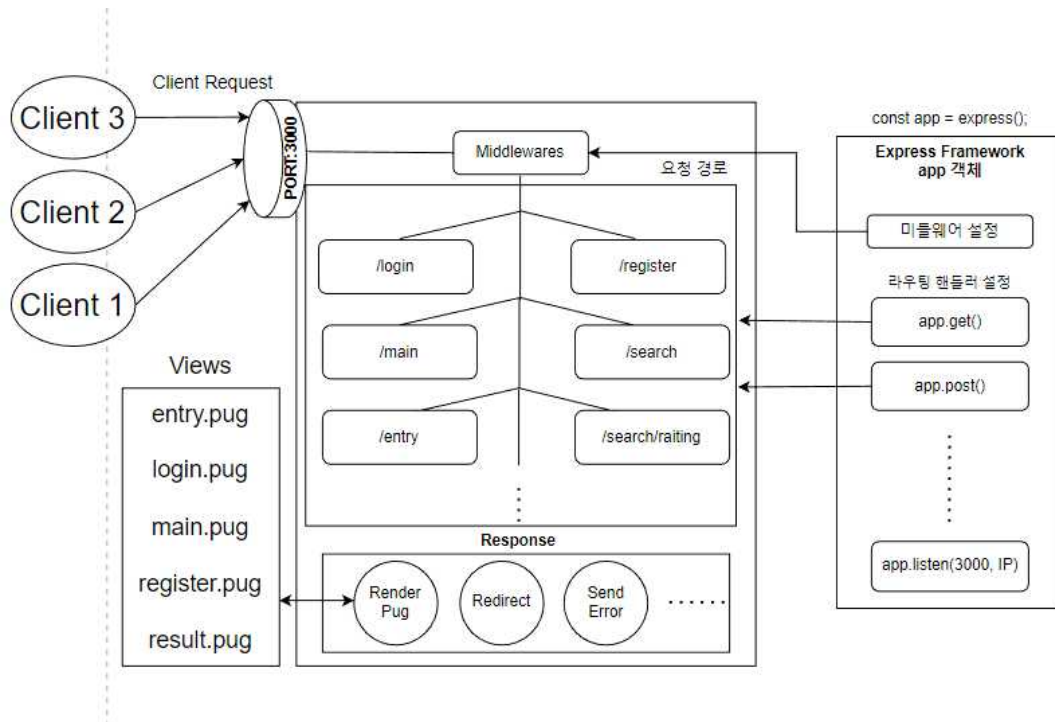 Client Request
Client 3
Client 2
Client 1
PORT:3000
Middlewares
요청 경로
/login
/register
/main
/search
/entry
/search/raiting
Response
Render
Pug
Redirect
Send
Error
Views
entry.pug
login.pug
main.pug
register.pug
result.pug
const app = express();
Express Framework
app 객체
미들웨어 설정
라우팅 핸들러 설정
app.get()
app.post()
app.listen(3000, IP)